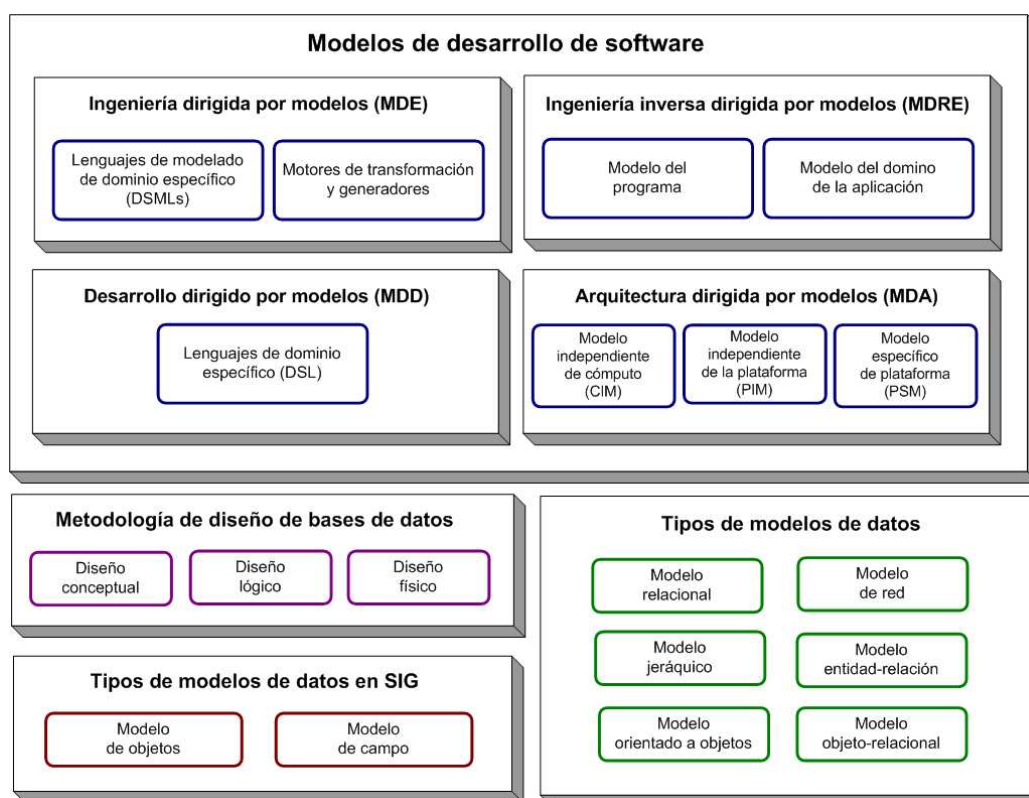 Modelos de desarrollo de software
Ingeniería dirigida por modelos (MDE)
Lenguajes de modelado
de dominio específico
(DSMLs)
Motores de transformación
y generadores
Ingeniería inversa dirigida por modelos (MDRE)
Modelo del
programa
Modelo del domino
de la aplicación
Desarrollo dirigido por modelos (MDD)
Lenguajes de dominio
específico (DSL)
Arquitectura dirigida por modelos (MDA)
Modelo
independiente
de cómputo
(CIM)
Modelo
independiente
de la plataforma
(PIM)
Modelo
específico
de plataforma
(PSM)
Metodología de diseño de bases de datos
Diseño
conceptual
Diseño
lógico
Diseño
físico
Tipos de modelos de datos en SIG
Modelo
de objetos
Modelo
de campo
Tipos de modelos de datos
Modelo
relacional
Modelo
de red
Modelo
jeráquico
Modelo
entidad-relación
Modelo
orientado a objetos
Modelo
objeto-relacional